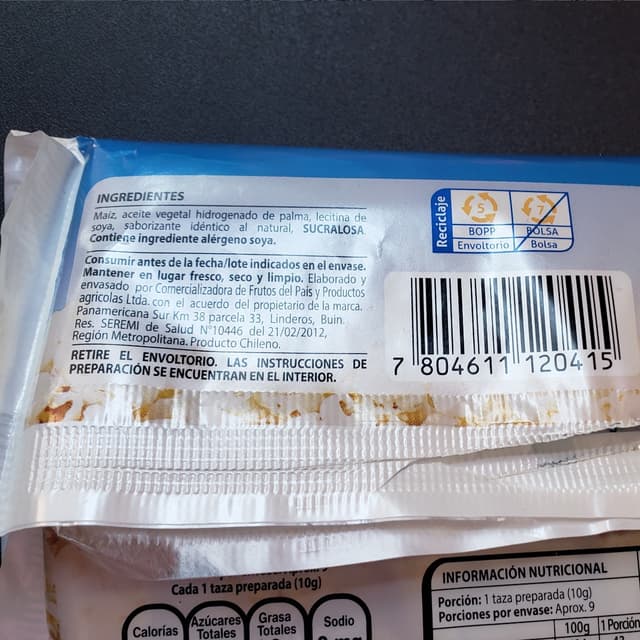 INGREDIENTES
Maíz, aceite vegetal hidrogenado de palma, lecitina de
soya, saborizante idéntico al natural, SUCRALOSA.
Contiene ingrediente alérgeno soya.
Consumir antes de la fecha/lote indicados en el envase.
Mantener en lugar fresco, seco y limpio. Elaborado y
envasado por Comercializadora de Frutos del País y Productos
agrícolas Ltda. con el acuerdo del propietario de la marca.
Panamericana Sur Km 38 parcela 33, Linderos, Buin.
Res. SEREMI de Salud N°10446 del 21/02/2012,
Región Metropolitana. Producto Chileno.
RETIRE EL ENVOLTORIO. LAS INSTRUCCIONES DE
PREPARACIÓN SE ENCUENTRAN EN EL INTERIOR.
Reciclaje
5 7
BOPP BOLSA
Envoltorio Bolsa
7 804611 120415
Cada 1 taza preparada (10g)
Calorías
Azúcares
Totales
Grasa
Totales
Sodio
INFORMACIÓN NUTRICIONAL
Porción: 1 taza preparada (10g)
Porciones por envase: Aprox. 9
100g 1 Porción